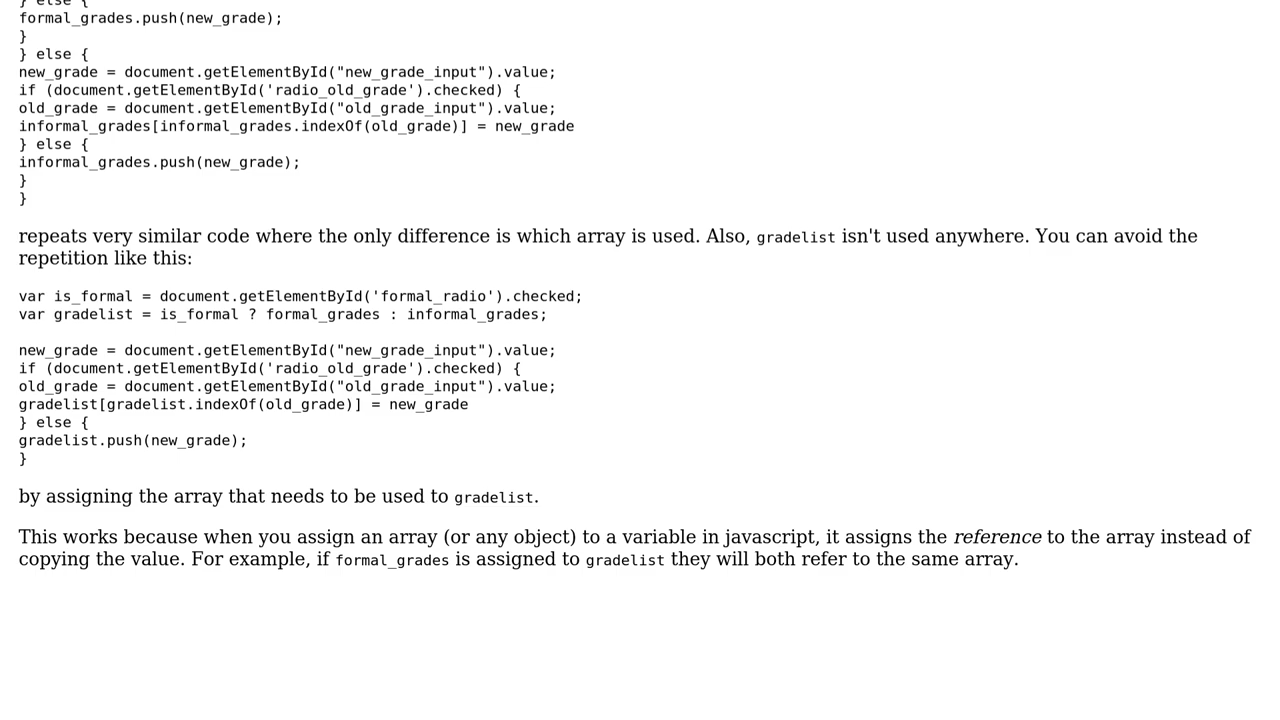 } else {
formal_grades.push(new_grade);
}
} else {
new_grade = document.getElementById("new_grade_input").value;
if (document.getElementById('radio_old_grade').checked) {
old_grade = document.getElementById("old_grade_input").value;
informal_grades[informal_grades.indexOf(old_grade)] = new_grade
} else {
informal_grades.push(new_grade);
}
}
repeats very similar code where the only difference is which array is used. Also, gradelist isn't used anywhere. You can avoid the
repetition like this:
var is_formal = document.getElementById('formal_radio').checked;
var gradelist = is_formal ? formal_grades : informal_grades;
new_grade = document.getElementById("new_grade_input").value;
if (document.getElementById('radio_old_grade').checked) {
old_grade = document.getElementById("old_grade_input").value;
gradelist[gradelist.indexOf(old_grade)] = new_grade
} else {
gradelist.push(new_grade);
}
by assigning the array that needs to be used to gradelist.
This works because when you assign an array (or any object) to a variable in javascript, it assigns the reference to the array instead of
copying the value. For example, if formal_grades is assigned to gradelist they will both refer to the same array.